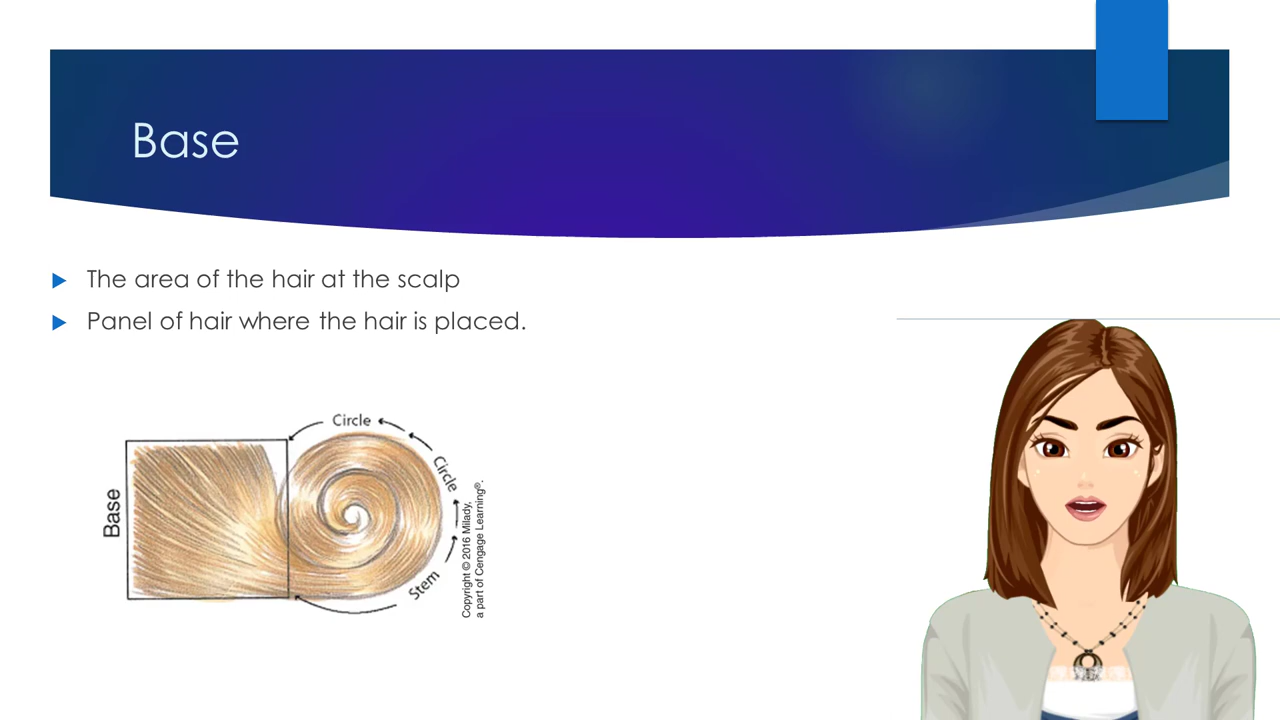 Base
The area of the hair at the scalp
Panel of hair where the hair is placed.
Circle
Circle
Base
Stem
Copyright © 2016 Milady,
a part of Cengage Learning®.